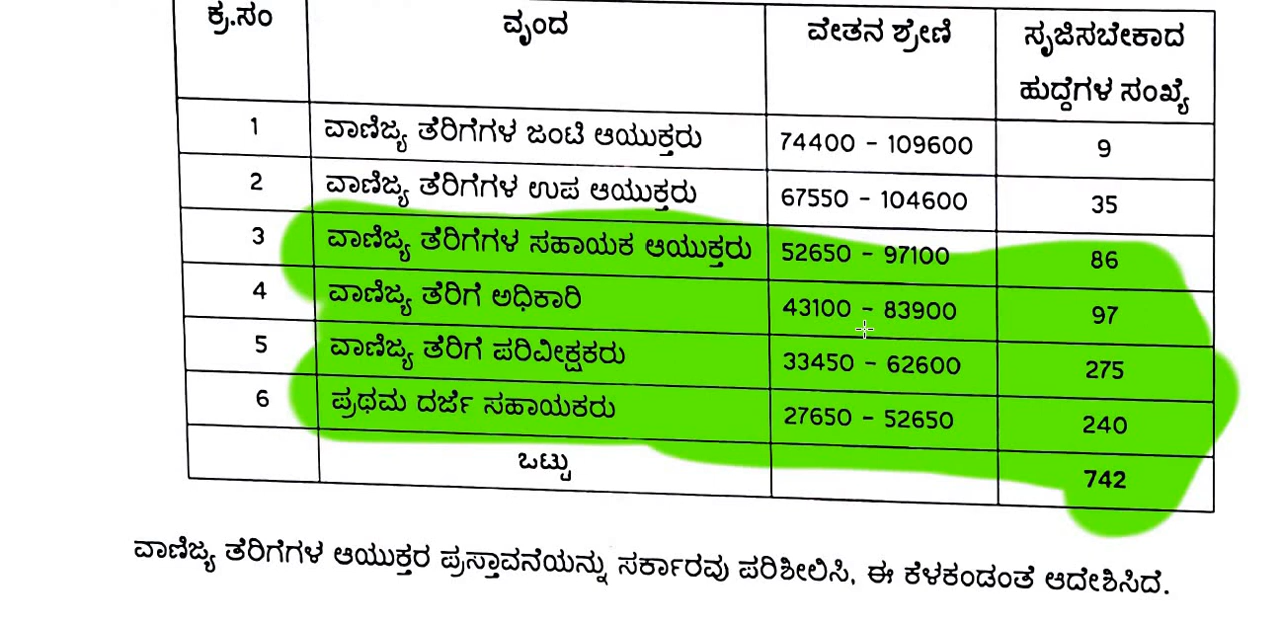 ಕ್ರ.ಸಂ ವೃಂದ ವೇತನ ಶ್ರೇಣಿ ಸೃಜಿಸಬೇಕಾದ ಹುದ್ದೆಗಳ ಸಂಖ್ಯೆ
1 ವಾಣಿಜ್ಯ ತೆರಿಗೆಗಳ ಜಂಟಿ ಆಯುಕ್ತರು 74400 - 109600 9
2 ವಾಣಿಜ್ಯ ತೆರಿಗೆಗಳ ಉಪ ಆಯುಕ್ತರು 67550 - 104600 35
3 ವಾಣಿಜ್ಯ ತೆರಿಗೆಗಳ ಸಹಾಯಕ ಆಯುಕ್ತರು 52650 - 97100 86
4 ವಾಣಿಜ್ಯ ತೆರಿಗೆ ಅಧಿಕಾರಿ 43100 - 83900 97
5 ವಾಣಿಜ್ಯ ತೆರಿಗೆ ಪರಿವೀಕ್ಷಕರು 33450 - 62600 275
6 ಪ್ರಥಮ ದರ್ಜೆ ಸಹಾಯಕರು 27650 - 52650 240
ಒಟ್ಟು 742
ವಾಣಿಜ್ಯ ತೆರಿಗೆಗಳ ಆಯುಕ್ತರ ಪ್ರಸ್ತಾವನೆಯನ್ನು ಸರ್ಕಾರವು ಪರಿಶೀಲಿಸಿ, ಈ ಕೆಳಕಂಡಂತೆ ಆದೇಶಿಸಿದೆ.